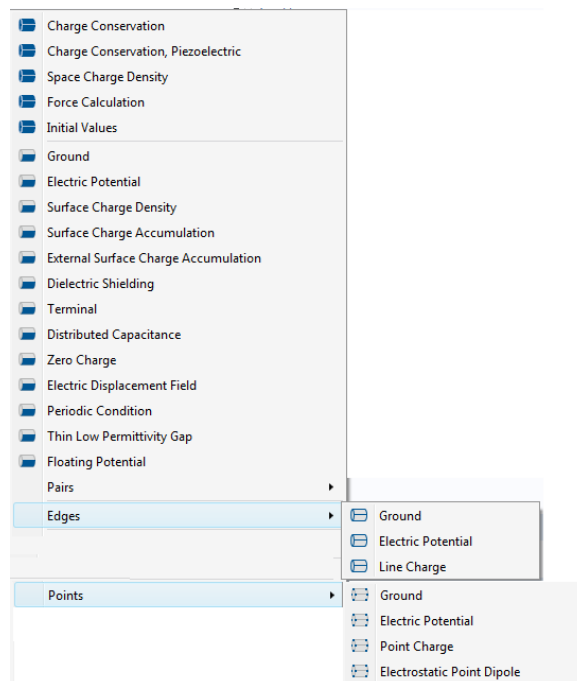 Charge Conservation
Charge Conservation, Piezoelectric
Space Charge Density
Force Calculation
Initial Values
Ground
Electric Potential
Surface Charge Density
Surface Charge Accumulation
External Surface Charge Accumulation
Dielectric Shielding
Terminal
Distributed Capacitance
Zero Charge
Electric Displacement Field
Periodic Condition
Thin Low Permittivity Gap
Floating Potential
Pairs
Edges
Ground
Electric Potential
Line Charge
Points
Ground
Electric Potential
Point Charge
Electrostatic Point Dipole